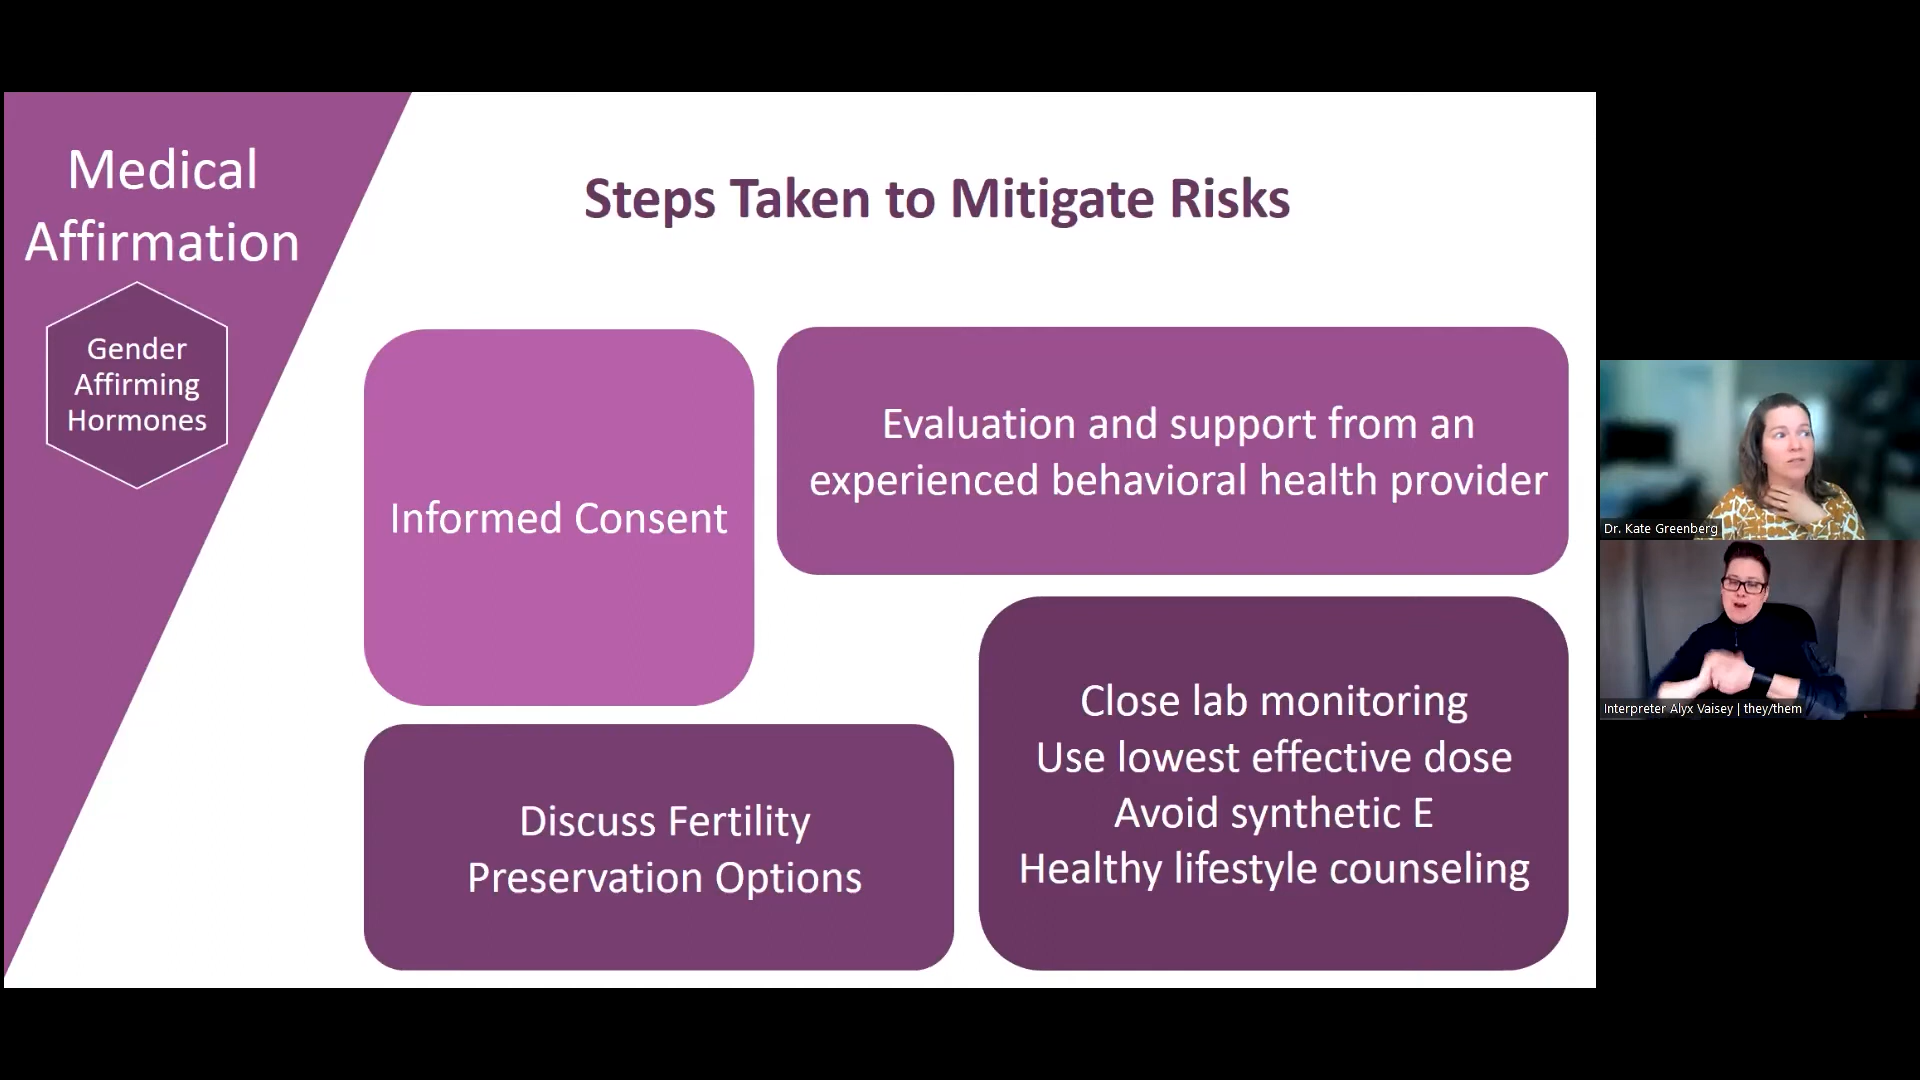 Medical
Affirmation
Gender
Affirming
Hormones
Steps Taken to Mitigate Risks
Informed Consent
Evaluation and support from an
experienced behavioral health provider
Discuss Fertility
Preservation Options
Close lab monitoring
Use lowest effective dose
Avoid synthetic E
Healthy lifestyle counseling
Dr. Kate Greenberg
Interpreter Alyx Vaisey | they/them